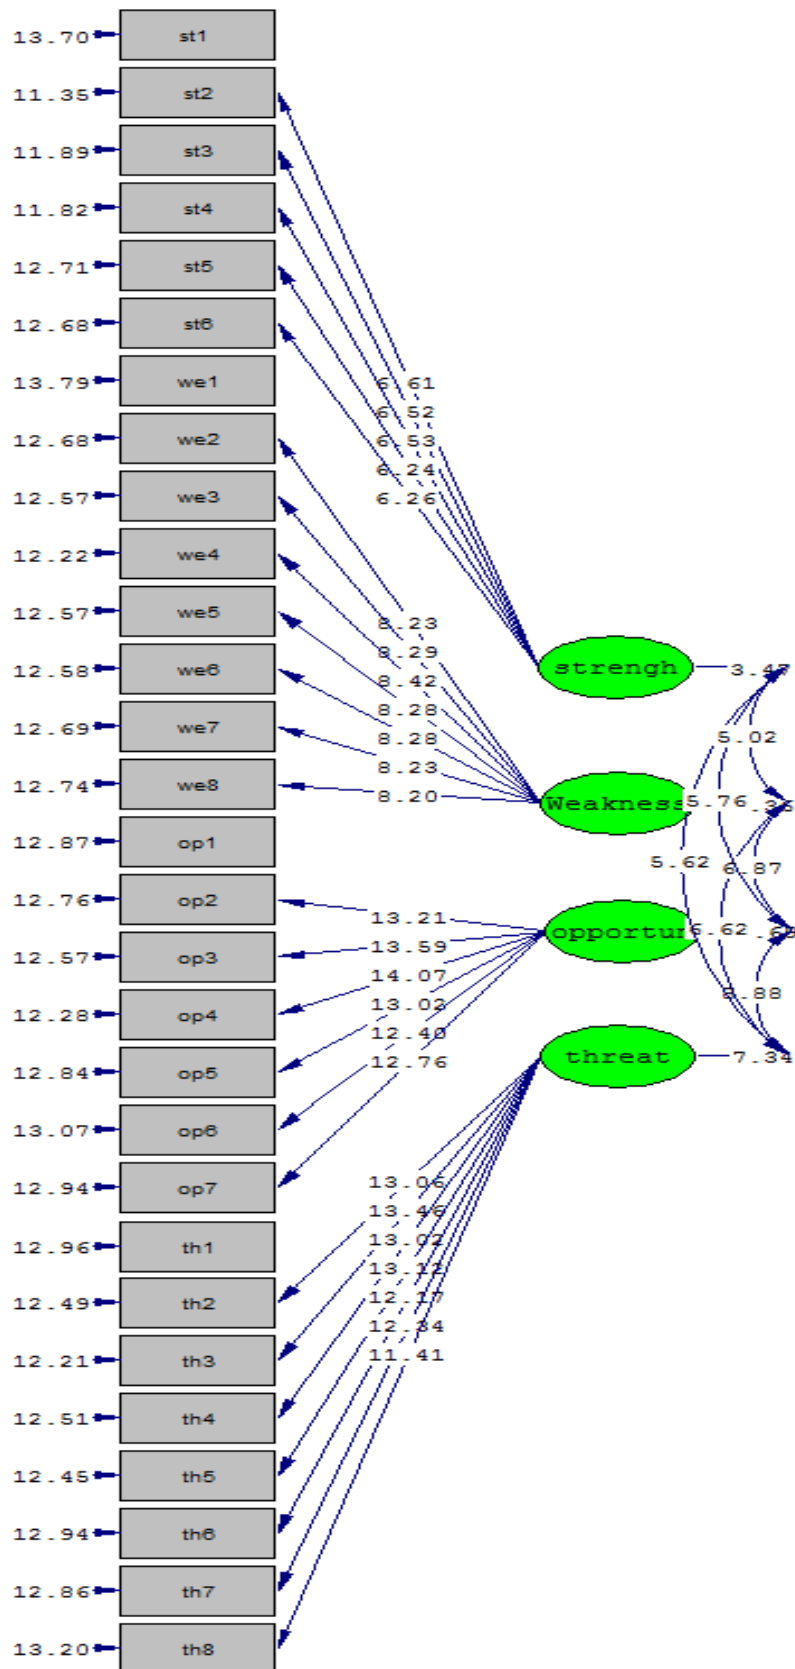 13.70 st1
11.35 st2
11.89 st3
11.82 st4
12.71 st5
12.68 st6
13.79 we1
6.61
12.68 we2
6.52
6.53
6.24
12.57 we3
6.26
12.22 we4
12.57 we5
8.23
8.29
12.58 we6
strengh 3.47
8.42
8.28
12.69 we7
8.28
5.02
8.23
12.74 we8
8.20
Weakness
5.76
.36
12.87 op1
5.62
6.87
12.76 op2
13.21
opportun
6.62
13.59
12.57 op3
14.07
13.02
8.88
12.28 op4
12.40
threat 7.34
12.76
12.84 op5
13.07 op6
12.94 op7
13.06
13.46
12.96 th1
13.02
13.12
12.17
12.49 th2
12.34
11.41
12.21 th3
12.51 th4
12.45 th5
12.94 th6
12.86 th7
13.20 th8